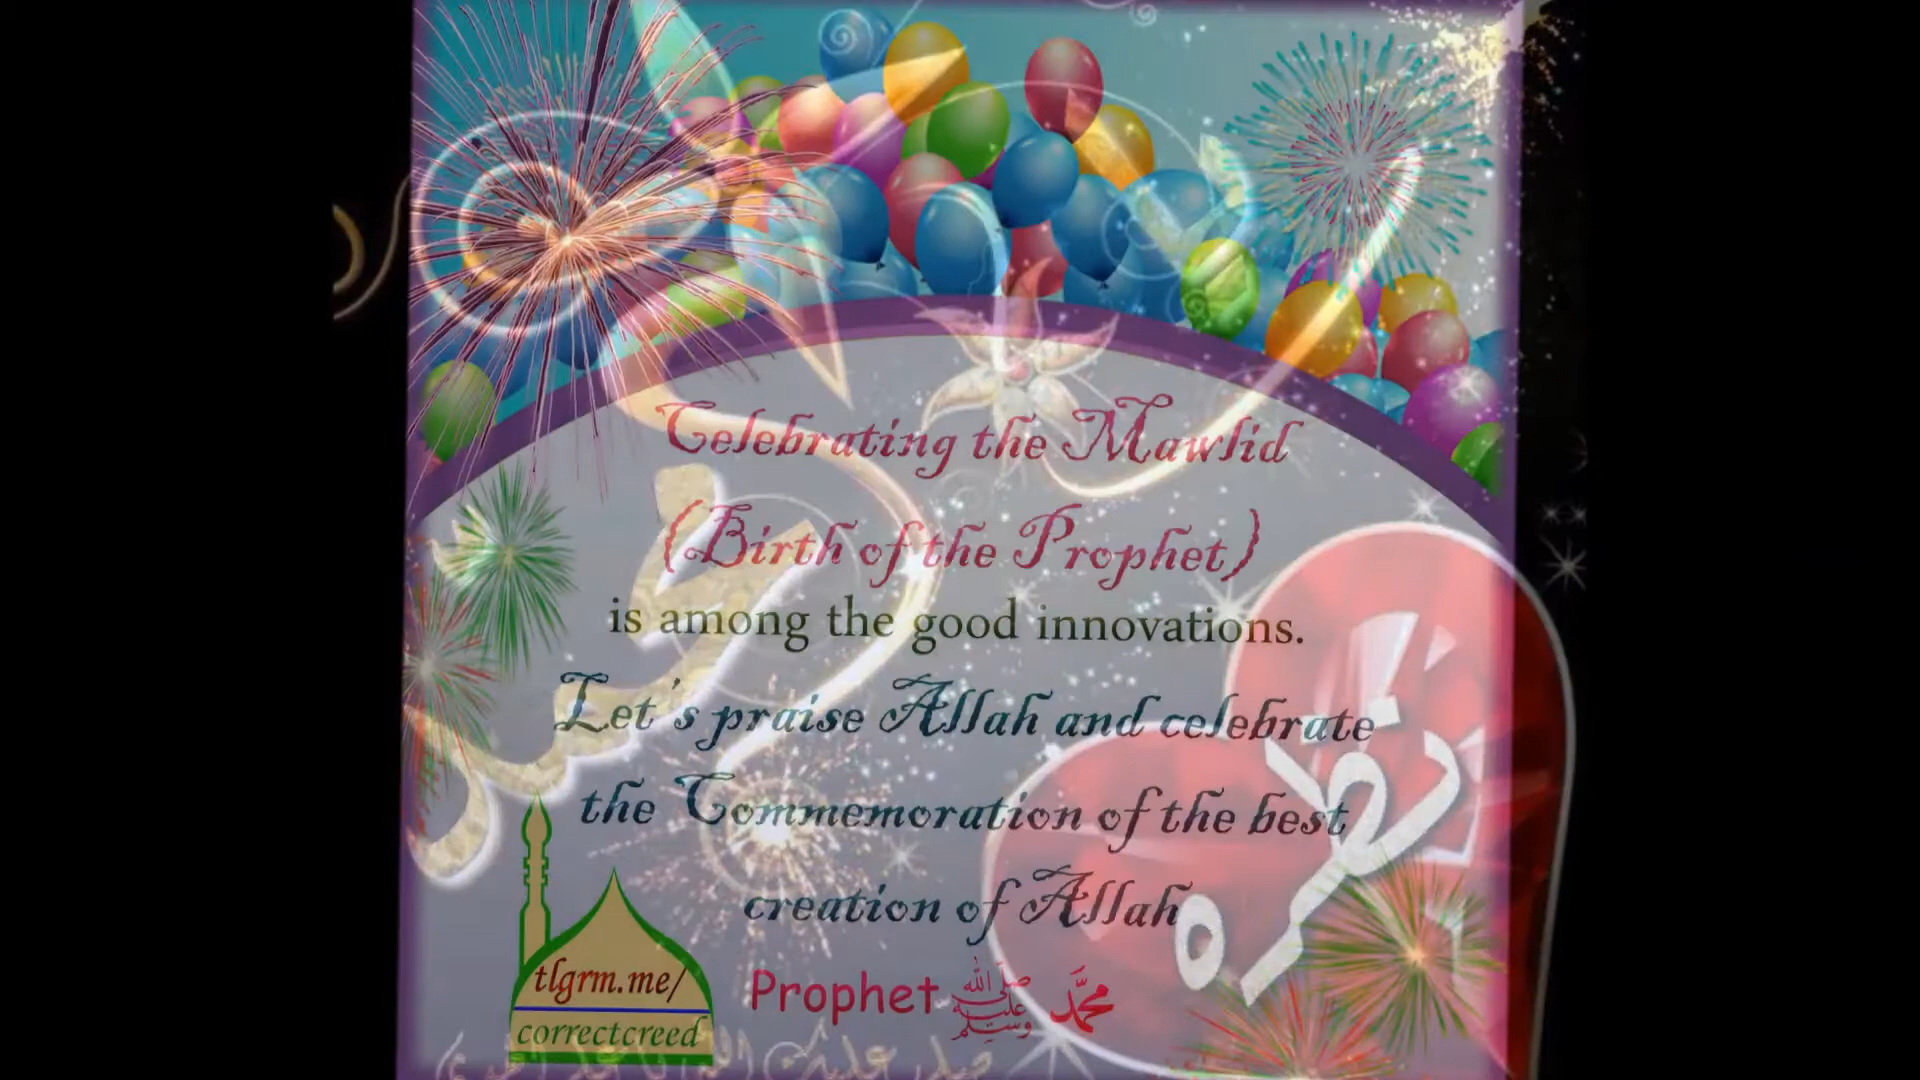 Celebrating the Mawlid
(Birth of the Prophet)
is among the good innovations.
Let's praise Allah and celebrate
the Commemoration of the best
creation of Allah
Prophet صلى الله عليه وسلم محمد
tlgrm.me/
correctcreed
نظره